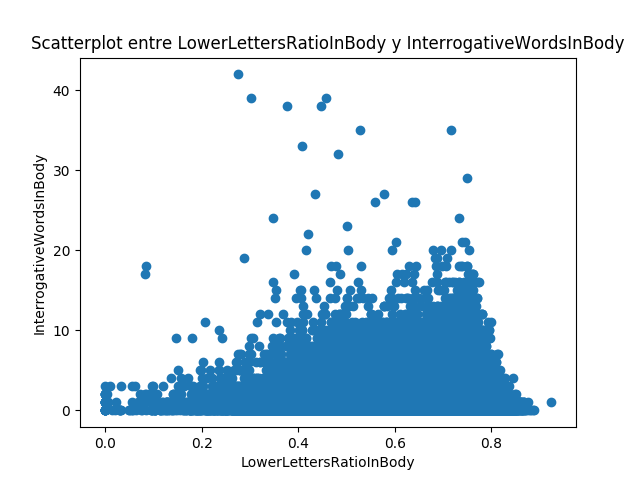 Scatterplot entre LowerLettersRatioInBody y InterrogativeWordsInBody
40
30
20
10
0
InterrogativeWordsInBody
0.0 0.2 0.4 0.6 0.8
LowerLettersRatioInBody